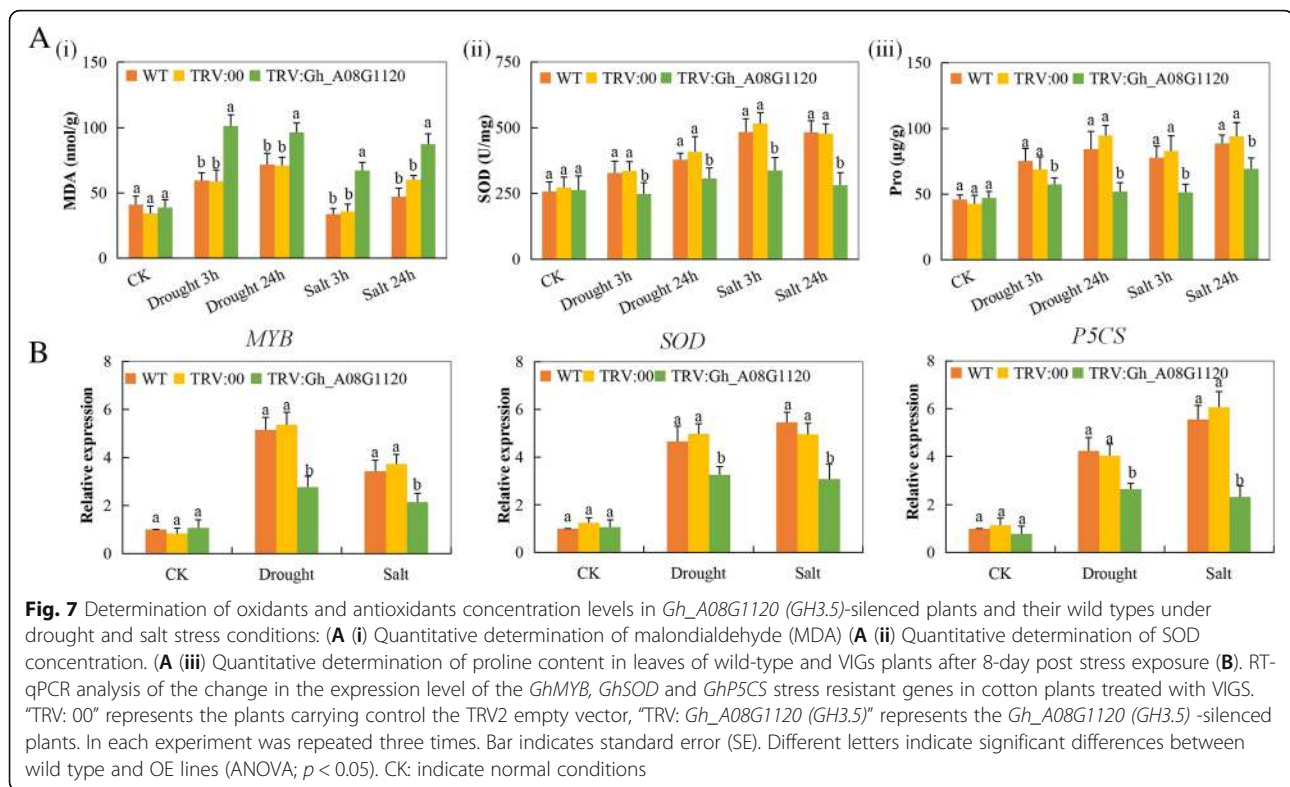 A
(i) (ii) (iii)
150
WT TRV:00 TRV:Gh_A08G1120
a
a
a
100
b b
b b
b
a
a
a
a
b b
b
50
0
MDA (nmol/g)
CK Drought 3h Drought 24h Salt 3h Salt 24h
750
WT TRV:00 TRV:Gh_A08G1120
a a
a a
a a
a a
a a a
b
b
b
b
500
250
0
SOD (U/mg)
CK Drought 3h Drought 24h Salt 3h Salt 24h
150
WT TRV:00 TRV:Gh_A08G1120
a a
a a
a a
a a
a a a
b
b
b
b
100
50
0
Pro (µg/g)
CK Drought 3h Drought 24h Salt 3h Salt 24h
B
MYB
8
WT TRV:00 TRV:Gh_A08G1120
6
4
2
0
a a a
a a b
a a b
Relative expression
CK Drought Salt
SOD
8
WT TRV:00 TRV:Gh_A08G1120
6
4
2
0
a a a
a a b
a a b
Relative expression
CK Drought Salt
P5CS
8
WT TRV:00 TRV:Gh_A08G1120
6
4
2
0
a a a
a a b
a a b
Relative expression
CK Drought Salt
Fig. 7 Determination of oxidants and antioxidants concentration levels in Gh_A08G1120 (GH3.5)-silenced plants and their wild types under
drought and salt stress conditions: (A (i) Quantitative determination of malondialdehyde (MDA) (A (ii) Quantitative determination of SOD
concentration. (A (iii) Quantitative determination of proline content in leaves of wild-type and VIGs plants after 8-day post stress exposure (B). RT-
qPCR analysis of the change in the expression level of the GhMYB, GhSOD and GhP5CS stress resistant genes in cotton plants treated with VIGS.
“TRV: 00” represents the plants carrying control the TRV2 empty vector, “TRV: Gh_A08G1120 (GH3.5)” represents the Gh_A08G1120 (GH3.5) -silenced
plants. In each experiment was repeated three times. Bar indicates standard error (SE). Different letters indicate significant differences between
wild type and OE lines (ANOVA; p < 0.05). CK: indicate normal conditions